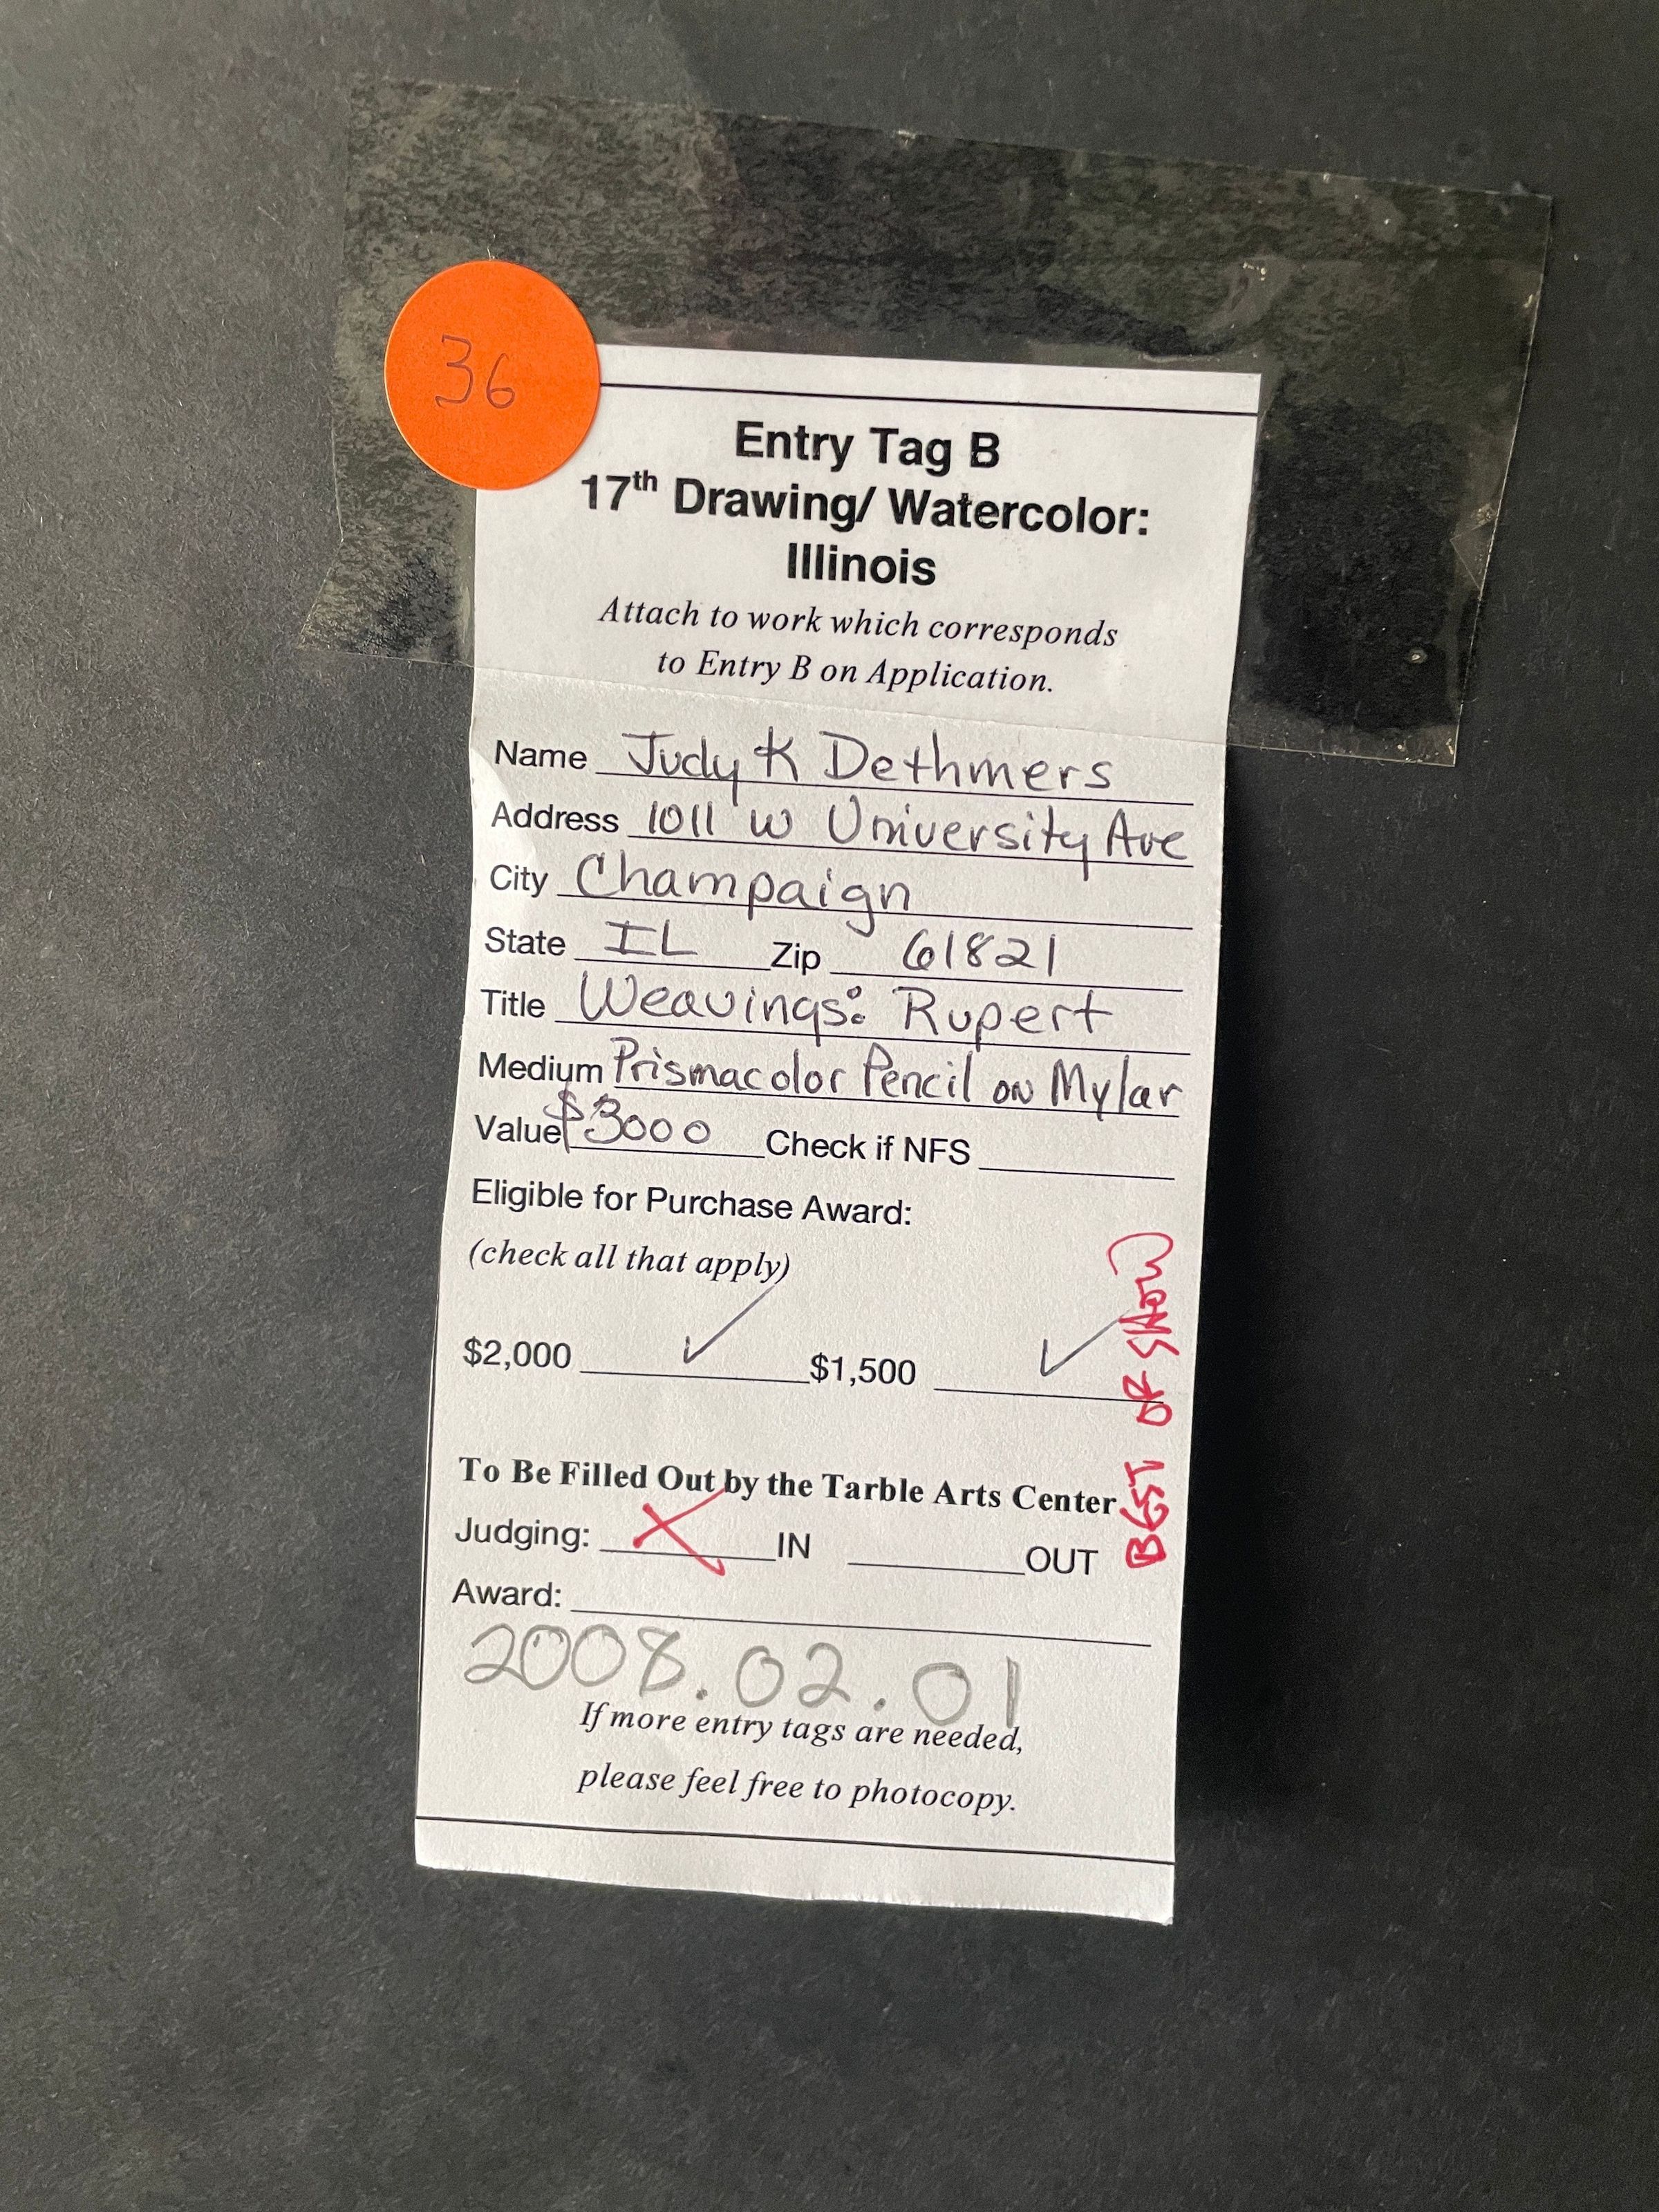 36
Entry Tag B
17th Drawing/ Watercolor:
Illinois
Attach to work which corresponds
to Entry B on Application.
Name Judy K Dethmers
Address 1011 W University Ave
City Champaign
State IL Zip 61821
Title Weavings: Rupert
Medium Prismacolor Pencil on Mylar
Value $3000 Check if NFS
Eligible for Purchase Award:
(check all that apply)
$2,000 ✓ $1,500 ✓
BEST OF SHOW
To Be Filled Out by the Tarble Arts Center
Judging: X IN OUT
Award:
2008.02.01
If more entry tags are needed,
please feel free to photocopy.